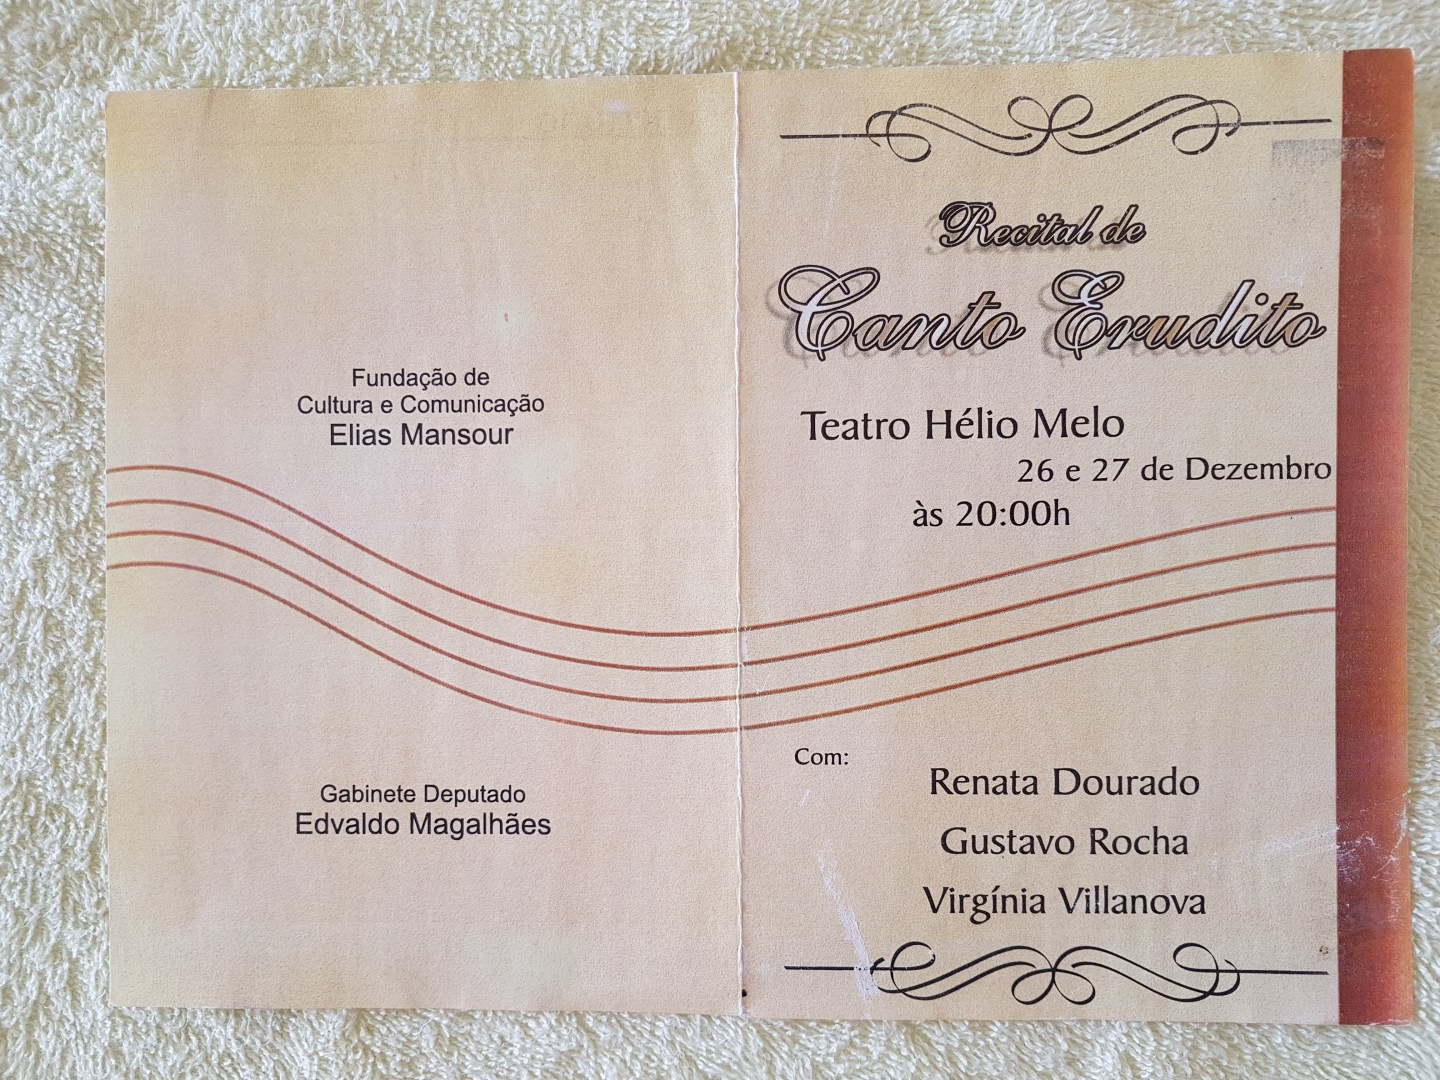 Fundação de
Cultura e Comunicação
Elias Mansour
Gabinete Deputado
Edvaldo Magalhães
Recital de
Canto Erudito
Teatro Hélio Melo
26 e 27 de Dezembro
às 20:00h
Com:
Renata Dourado
Gustavo Rocha
Virgínia Villanova